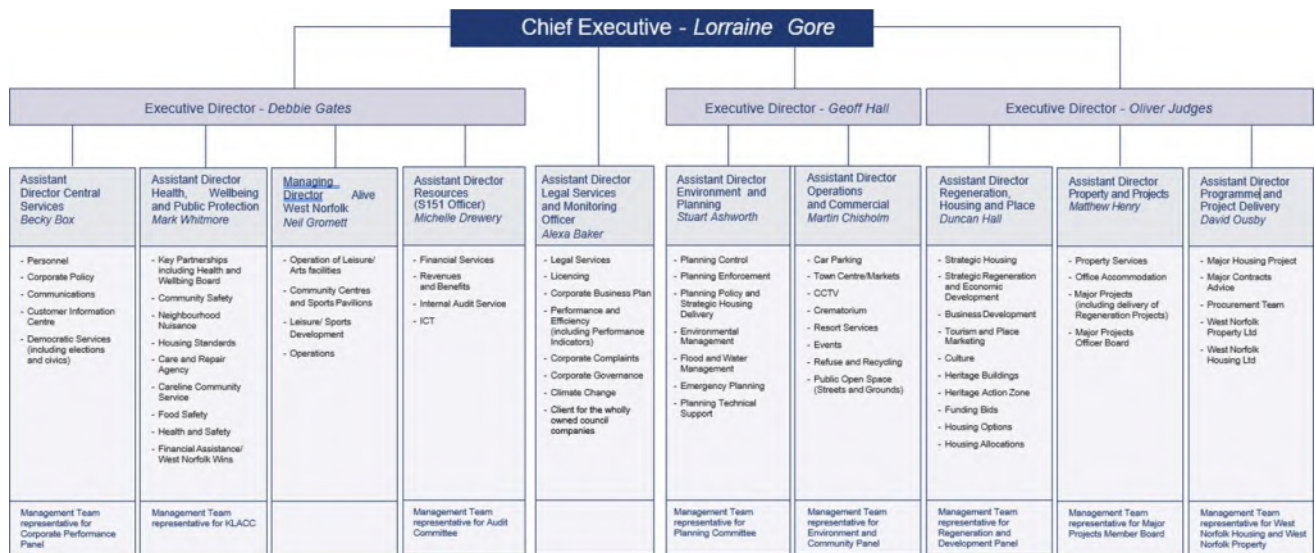 Chief Executive - Lorraine Gore
Executive Director - Debbie Gates
Executive Director - Geoff Hall
Executive Director - Oliver Judges
Assistant
Director Central
Services
Becky Box
- Personnel
- Corporate Policy
- Communications
- Customer Information
Centre
- Democratic Services
(including elections
and civics)
Management Team
representative for
Corporate Performance
Panel
Assistant Director
Health, Wellbeing
and Public Protection
Mark Whitmore
- Key Partnerships
including Health and
Wellbing Board
- Community Safety
- Neighbourhood
Nuisance
- Housing Standards
- Care and Repair
Agency
- Careline Community
Service
- Food Safety
- Health and Safety
- Financial Assistance/
West Norfolk Wins
Management Team
representative for KLACC
Managing
Director Alive
West Norfolk
Neil Gromett
- Operation of Leisure/
Arts facilities
- Community Centres
and Sports Pavilions
- Leisure/ Sports
Development
- Operations
Assistant Director
Resources
(S151 Officer)
Michelle Drewery
- Financial Services
- Revenues
and Benefits
- Internal Audit Service
- ICT
Management Team
representative for Audit
Committee
Assistant Director
Legal Services
and Monitoring
Officer
Alexa Baker
- Legal Services
- Licencing
- Corporate Business Plan
- Performance and
Efficiency
(including Performance
Indicators)
- Corporate Complaints
- Corporate Governance
- Climate Change
- Client for the wholly
owned council
companies
Assistant Director
Environment and
Planning
Stuart Ashworth
- Planning Control
- Planning Enforcement
- Planning Policy and
Strategic Housing
Delivery
- Environmental
Management
- Flood and Water
Management
- Emergency Planning
- Planning Technical
Support
Management Team
representative for
Planning Committee
Assistant Director
Operations
and Commercial
Martin Chisholm
- Car Parking
- Town Centre/Markets
- CCTV
- Crematorium
- Resort Services
- Events
- Refuse and Recycling
- Public Open Space
(Streets and Grounds)
Management Team
representative for
Environment and
Community Panel
Assistant Director
Regeneration,
Housing and Place
Duncan Hall
- Strategic Housing
- Strategic Regeneration
and Economic
Development
- Business Development
- Tourism and Place
Marketing
- Culture
- Heritage Buildings
- Heritage Action Zone
- Funding Bids
- Housing Options
- Housing Allocations
Management Team
representative for
Regeneration and
Development Panel
Assistant Director
Property and Projects
Matthew Henry
- Property Services
- Office Accommodation
- Major Projects
(including delivery of
Regeneration Projects)
- Major Projects
Officer Board
Management Team
representative for Major
Projects Member Board
Assistant Director
Programme and
Project Delivery
David Ousby
- Major Housing Project
- Major Contracts
Advice
- Procurement Team
- West Norfolk
Property Ltd
- West Norfolk
Housing Ltd
Management Team
representative for West
Norfolk Housing and West
Norfolk Property